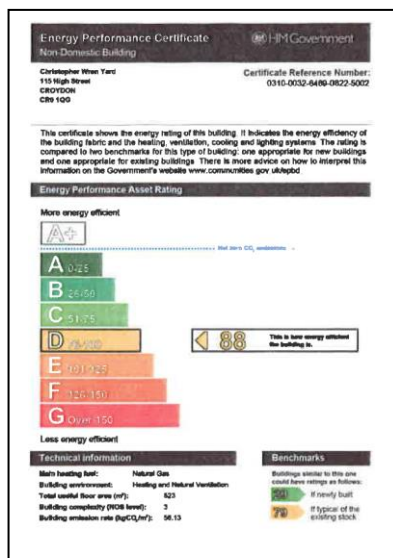 Energy Performance Certificate
HM Government
Non-Domestic Building
Christopher Wren Yard
115 High Street
CROYDON
CR0 1QG
Certificate Reference Number:
0310-0032-6469-0822-5002
This certificate shows the energy rating of this building. It indicates the energy efficiency of
the building fabric and the heating, ventilation, cooling and lighting systems. The rating is
compared to two benchmarks for this type of building: one appropriate for new buildings
and one appropriate for existing buildings. There is more advice on how to interpret this
information on the Government's website www.communities.gov.uk/epbd
Energy Performance Asset Rating
More energy efficient
A+
Net zero CO₂ emissions
A 0-25
B 26-50
C 51-75
D 76-100
88
This is how energy efficient
the building is.
E 101-125
F 126-150
G Over 150
Less energy efficient
Technical information
Main heating fuel: Natural Gas
Building environment: Heating and Natural Ventilation
Total useful floor area (m²): 523
Building complexity (NOS level): 3
Building emission rate (kgCO₂/m²): 56.13
Benchmarks
Buildings similar to this one
could have ratings as follows:
If newly built
79
If typical of the
existing stock